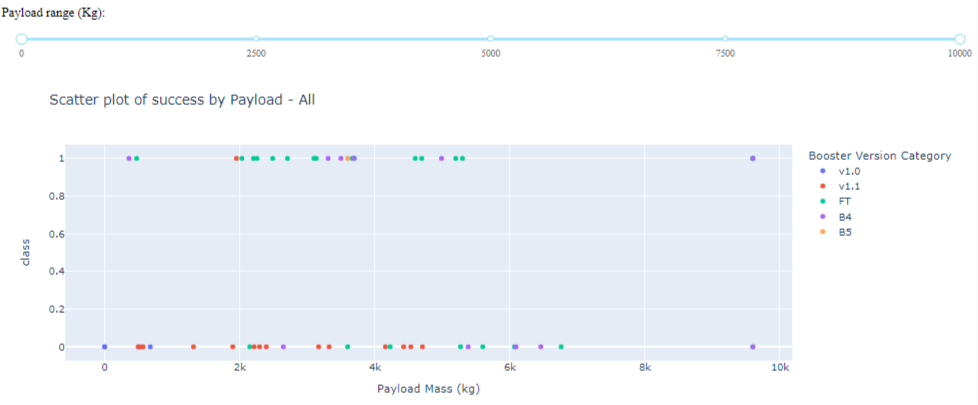 Payload range (Kg):
0 2500 5000 7500 10000
Scatter plot of success by Payload - All
Booster Version Category
v1.0
v1.1
FT
B4
B5
class
1
0.8
0.6
0.4
0.2
0
0 2k 4k 6k 8k 10k
Payload Mass (kg)